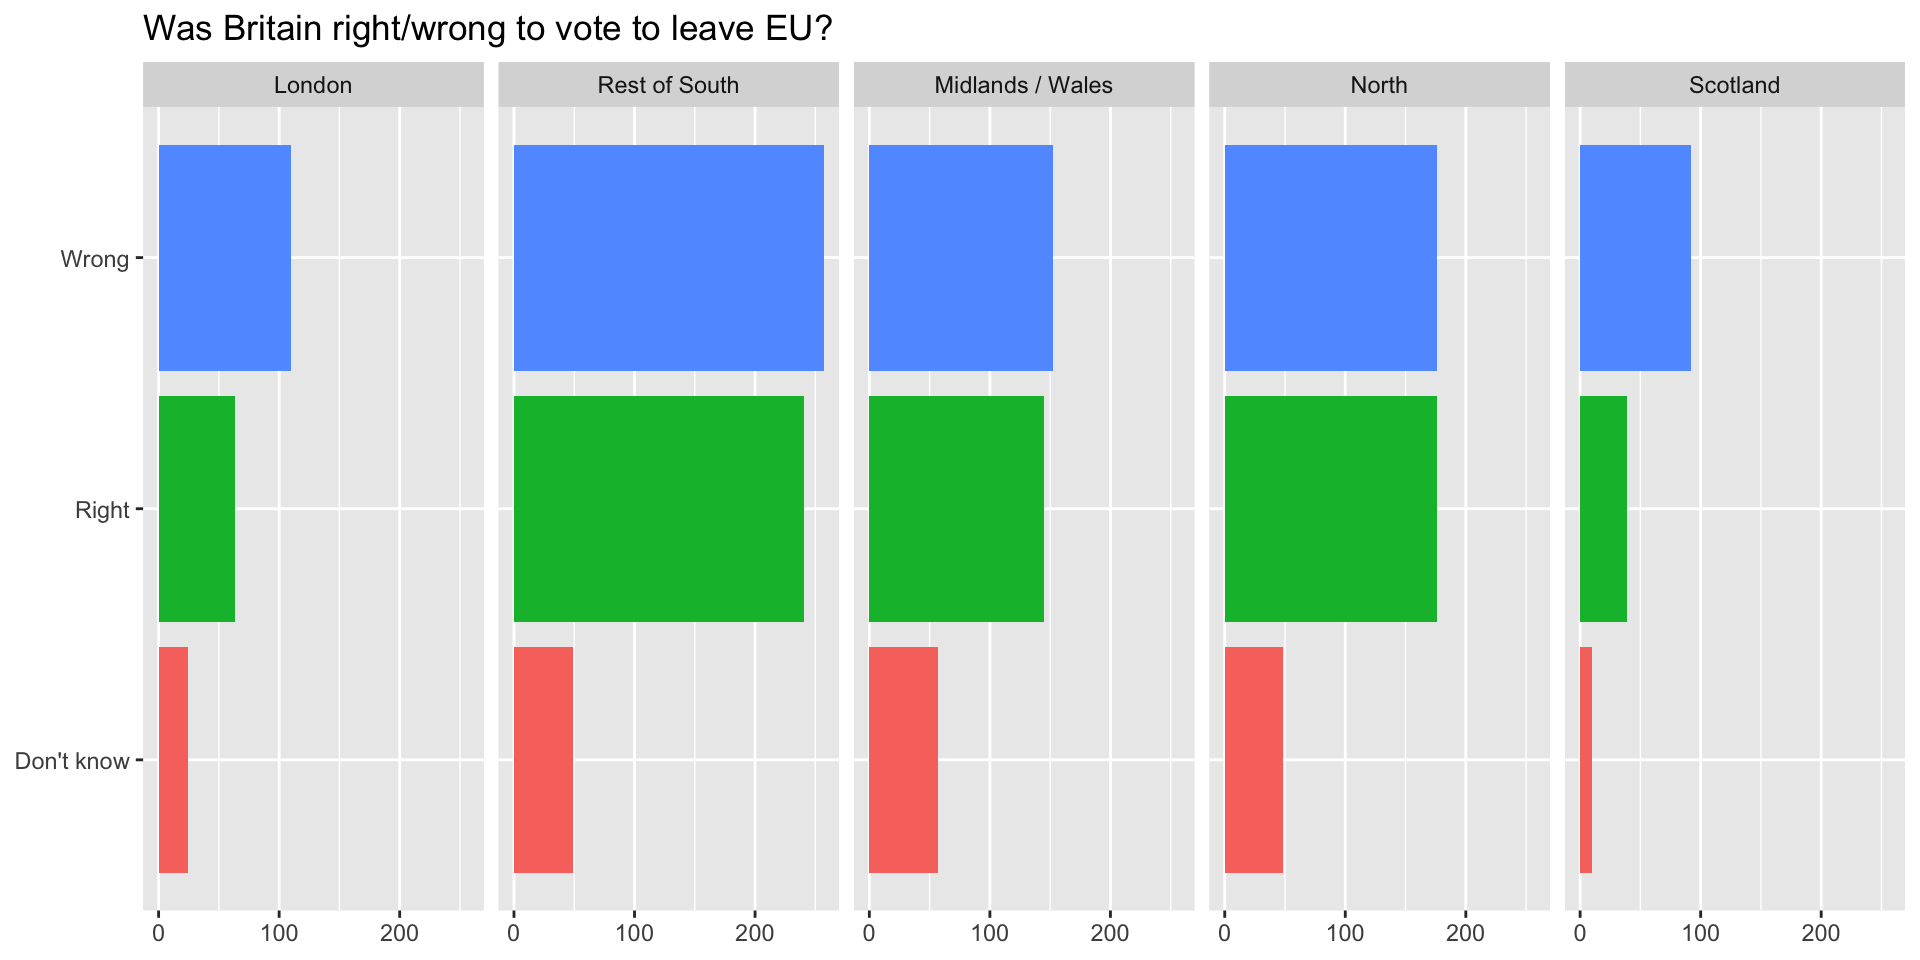 Was Britain right/wrong to vote to leave EU?
London Rest of South Midlands / Wales North Scotland
Wrong
Right
Don't know
0 100 200 0 100 200 0 100 200 0 100 200 0 100 200